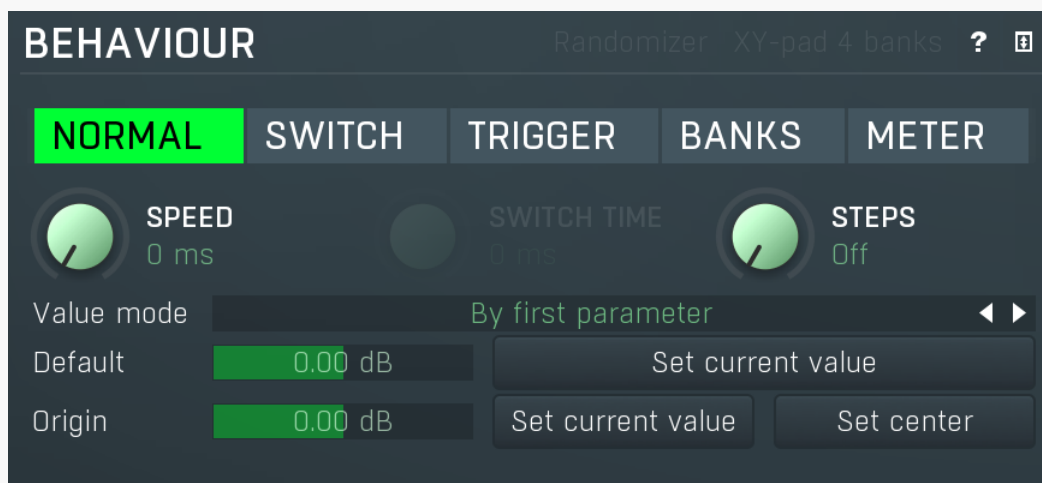 BEHAVIOUR Randomizer XY-pad 4 banks ?
NORMAL SWITCH TRIGGER BANKS METER
SPEED SWITCH TIME STEPS
0 ms 0 ms Off
Value mode By first parameter
Default 0.00 dB Set current value
Origin 0.00 dB Set current value Set center